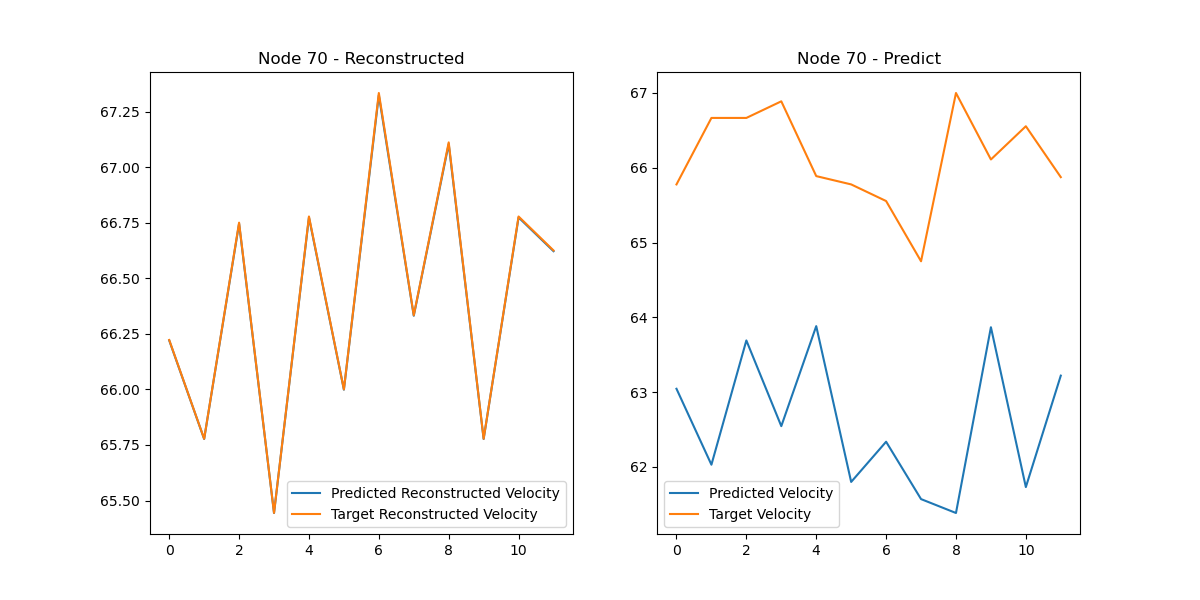 Node 70 - Reconstructed
67.25
67.00
66.75
66.50
66.25
66.00
65.75
65.50
0 2 4 6 8 10
Predicted Reconstructed Velocity
Target Reconstructed Velocity
Node 70 - Predict
67
66
65
64
63
62
0 2 4 6 8 10
Predicted Velocity
Target Velocity